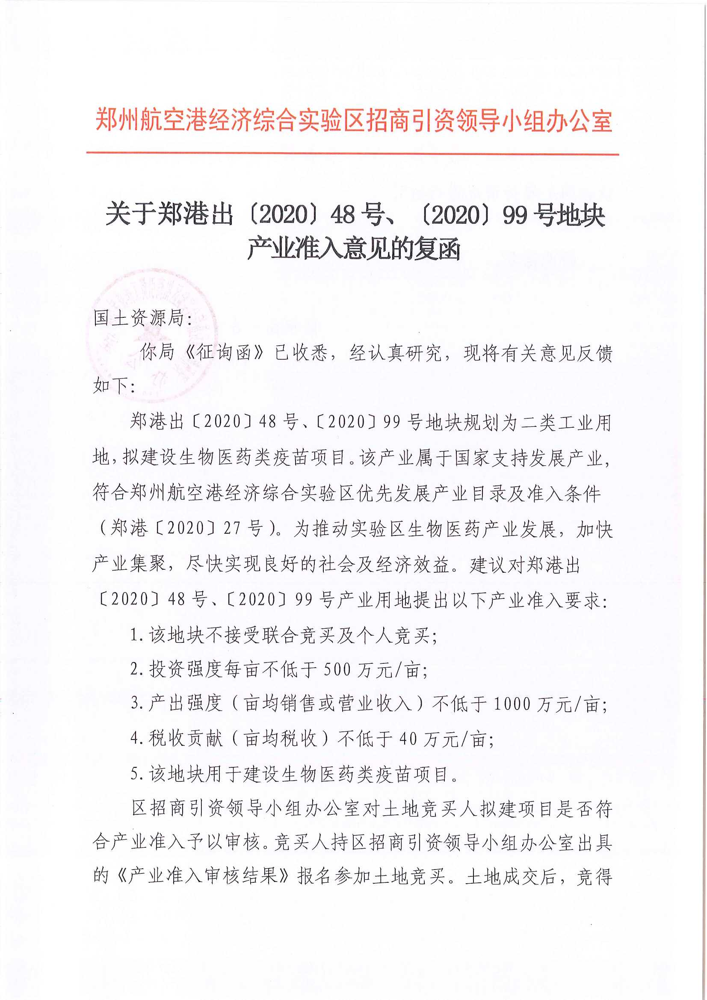 郑州航空港经济综合实验区招商引资领导小组办公室
关于郑港出〔2020〕48号、〔2020〕99号地块
产业准入意见的复函
国土资源局：
你局《征询函》已收悉，经认真研究，现将有关意见反馈
如下：
郑港出〔2020〕48号、〔2020〕99号地块规划为二类工业用
地，拟建设生物医药类疫苗项目。该产业属于国家支持发展产业，
符合郑州航空港经济综合实验区优先发展产业目录及准入条件
（郑港〔2020〕27号）。为推动实验区生物医药产业发展，加快
产业集聚，尽快实现良好的社会及经济效益。建议对郑港出
〔2020〕48号、〔2020〕99号产业用地提出以下产业准入要求：
1.该地块不接受联合竞买及个人竞买；
2.投资强度每亩不低于500万元/亩；
3.产出强度（亩均销售或营业收入）不低于1000万元/亩；
4.税收贡献（亩均税收）不低于40万元/亩；
5.该地块用于建设生物医药类疫苗项目。
区招商引资领导小组办公室对土地竞买人拟建项目是否符
合产业准入予以审核。竞买人持区招商引资领导小组办公室出具
的《产业准入审核结果》报名参加土地竞买。土地成交后，竞得